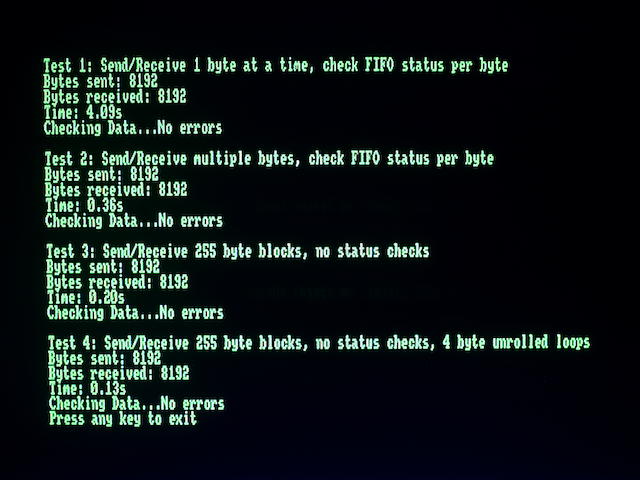 Test 1: Send/Receive 1 byte at a time, check FIFO status per byte
Bytes sent: 8192
Bytes received: 8192
Time: 4.09s
Checking Data...No errors
Test 2: Send/Receive multiple bytes, check FIFO status per byte
Bytes sent: 8192
Bytes received: 8192
Time: 0.36s
Checking Data...No errors
Test 3: Send/Receive 255 byte blocks, no status checks
Bytes sent: 8192
Bytes received: 8192
Time: 0.20s
Checking Data...No errors
Test 4: Send/Receive 255 byte blocks, no status checks, 4 byte unrolled loops
Bytes sent: 8192
Bytes received: 8192
Time: 0.13s
Checking Data...No errors
Press any key to exit